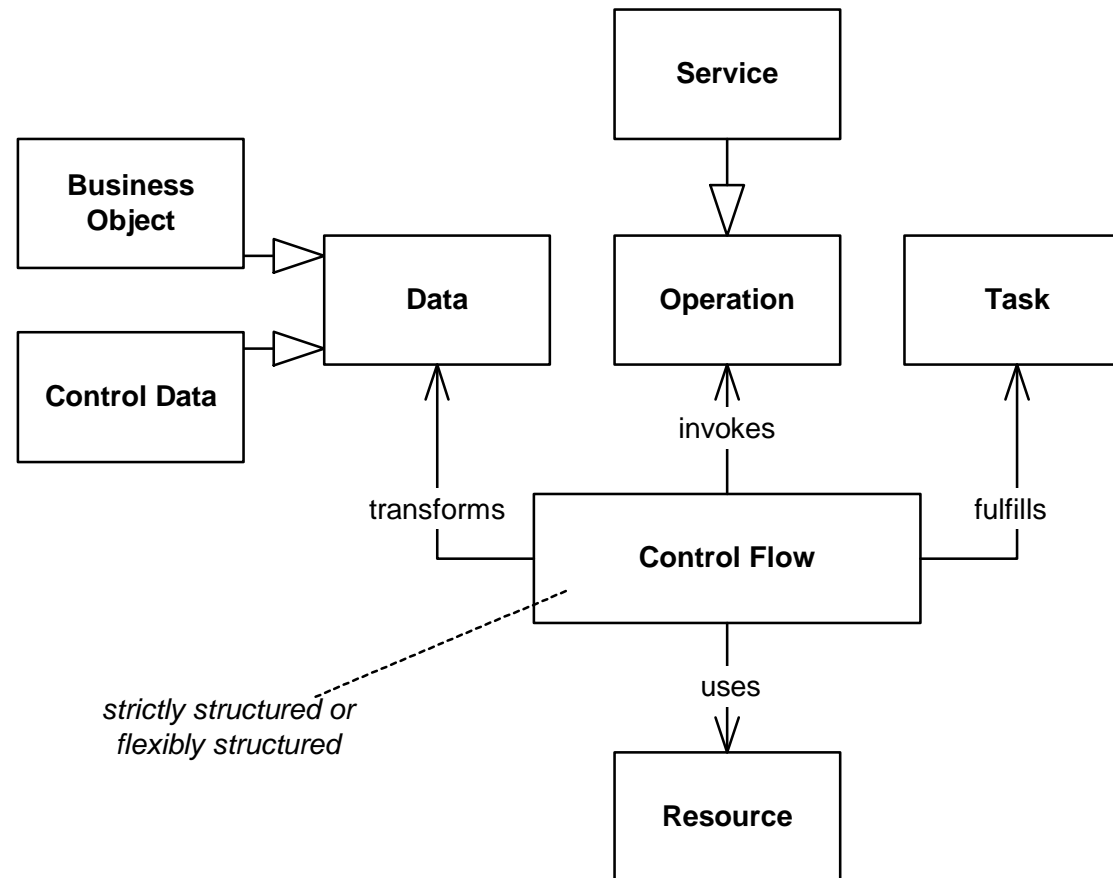 Service
Business
Object
Data
Operation
Task
Control Data
invokes
transforms
fulfills
Control Flow
uses
strictly structured or
flexibly structured
Resource